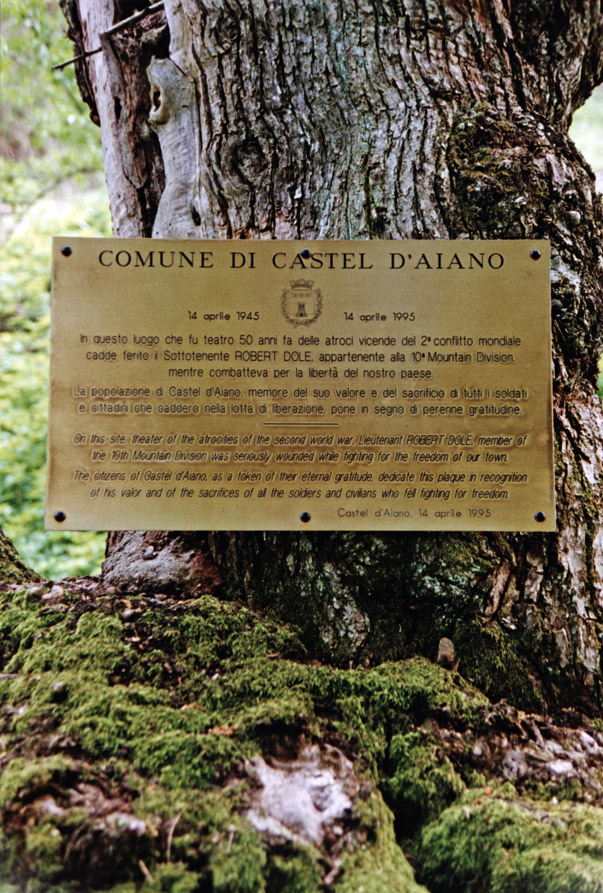 COMUNE DI CASTEL D'AIANO
14 aprile 1945 14 aprile 1995
In questo luogo che fu teatro 50 anni fa delle atroci vicende del 2º conflitto mondiale
cadde ferito il Sottotenente ROBERT DOLE, appartenente alla 10ª Mountain Division,
mentre combatteva per la libertà del nostro paese.
La popolazione di Castel d'Aiano, memore del suo valore e del sacrificio di tutti i soldati
e cittadini che caddero nella lotta di liberazione, pone in segno di perenne gratitudine.
On this site, theater of the atrocities of the second world war, Lieutenant ROBERT DOLE, member of
the 10th Mountain Division was seriously wounded while fighting for the freedom of our town.
The citizens of Castel d'Aiano, as a token of their eternal gratitude, dedicate this plaque in recognition
of his valor and of the sacrifices of all the soldiers and civilians who fell fighting for freedom.
Castel d'Aiano, 14 aprile 1995